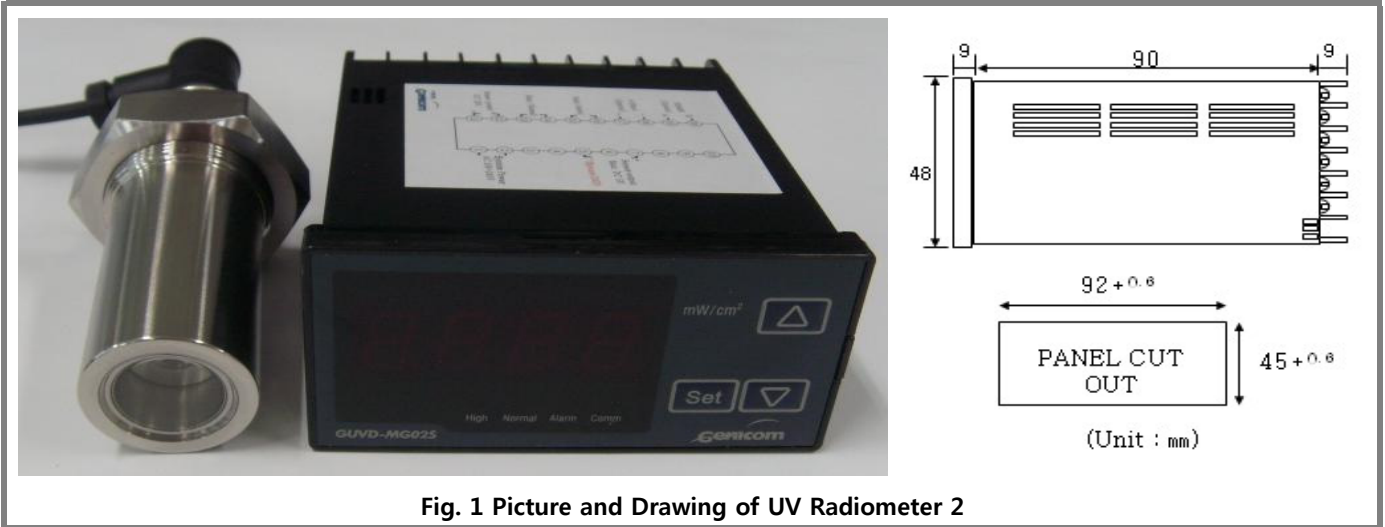 mW/cm²
Set
High Normal Alarm Comm
GUVD-MG02S
Genicom
9
90
9
48
92+0.6
PANEL CUT
OUT
45+0.6
(Unit : mm)
Fig. 1 Picture and Drawing of UV Radiometer 2